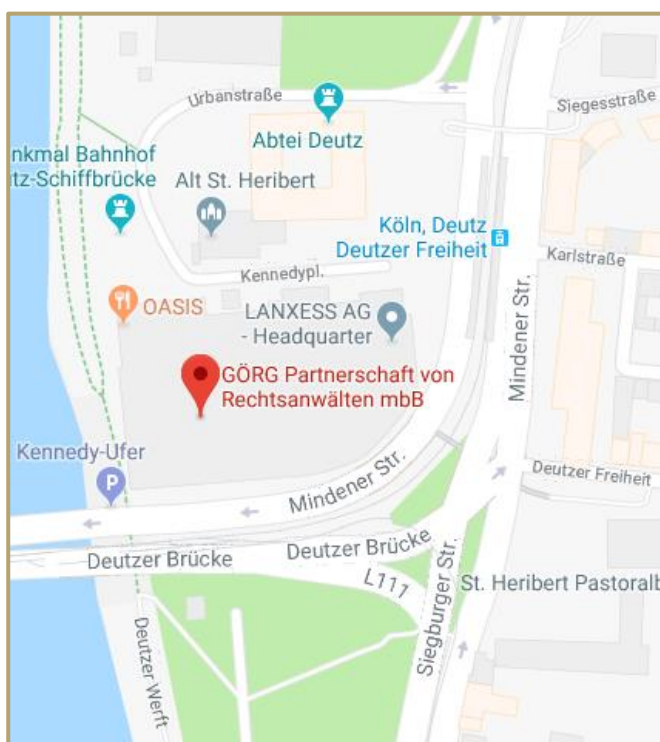 Urbanstraße
Siegesstraße
Abtei Deutz
nkmal Bahnhof
tz-Schiffbrücke
Alt St. Heribert
Köln, Deutz
Deutzer Freiheit
Karlstraße
Kennedypl.
OASIS
LANXESS AG
- Headquarter
Mindener Str.
GÖRG Partnerschaft von
Rechtsanwälten mbB
Kennedy-Ufer
P
Deutzer Freiheit
Mindener Str.
Deutzer Brücke
Deutzer Brücke
L111
St. Heribert Pastoralb
Siegburger Str.
Deutzer Werft